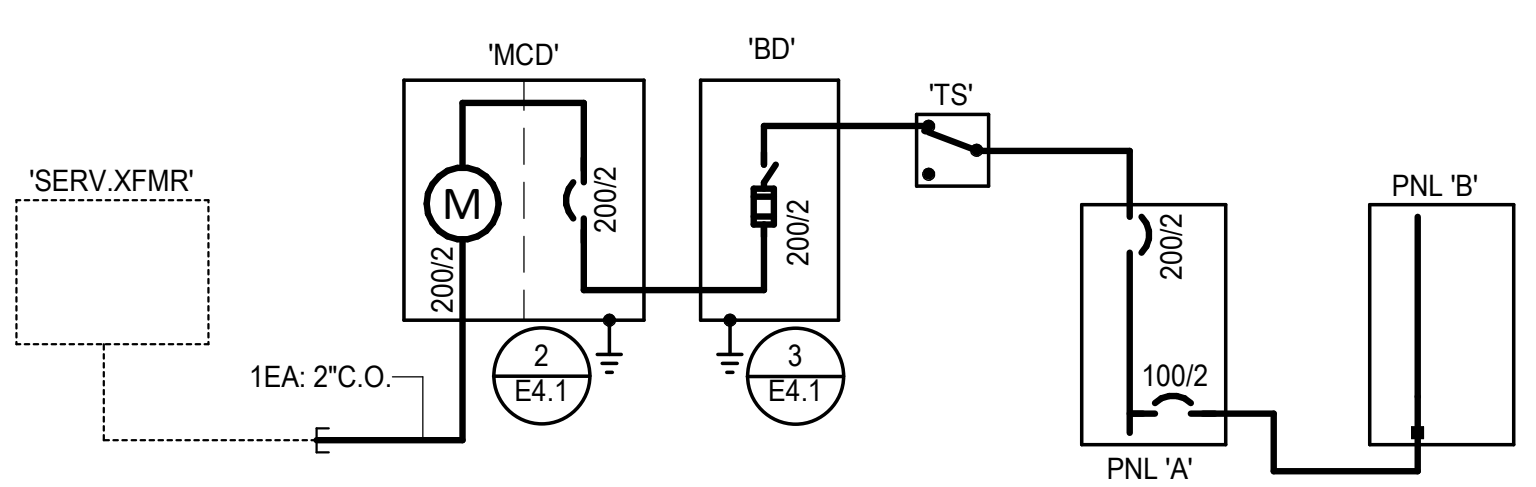 'MCD'
'BD'
'TS'
'SERV.XFMR'
PNL 'B'
M
200/2
200/2
200/2
200/2
1EA: 2"C.O.
2
E4.1
3
E4.1
100/2
PNL 'A'